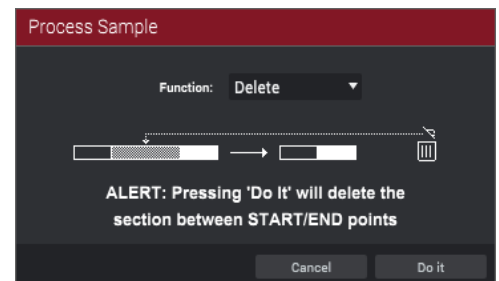 Process Sample
Function: Delete
ALERT: Pressing 'Do It' will delete the
section between START/END points
Cancel Do it